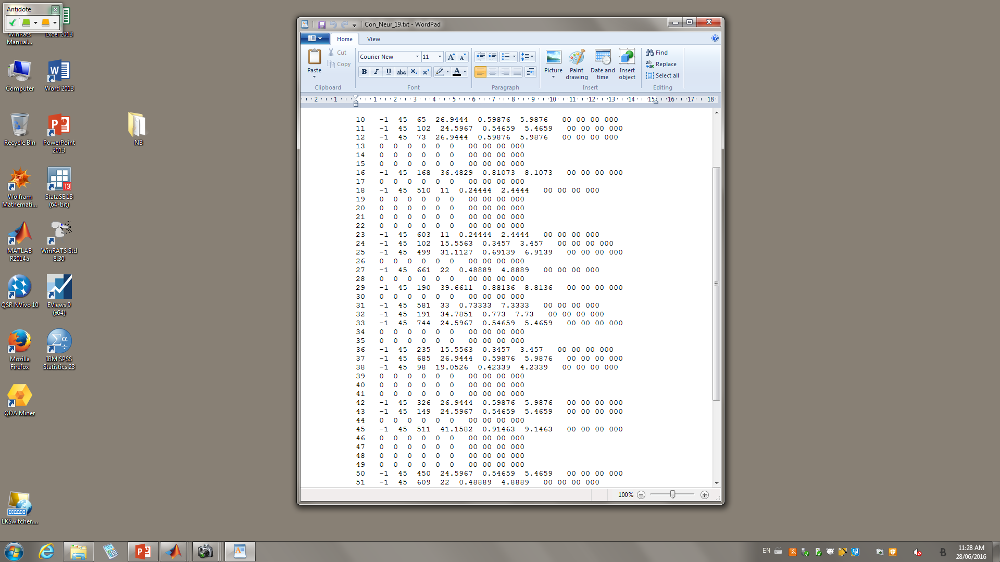 Antidote
WinRats Manual...
Excel 2013
Computer
Word 2013
Recycle Bin
PowerPoint 2013
NB
Wolfram Mathemati...
StataSE 13 (64-bit)
MATLAB R2014a
WinRATS Std 8.30
QSR NVivo 10
EViews 9 (x64)
Mozilla Firefox
IBM SPSS Statistics 23
QDA Miner
LKSwitcher....
Con_Neur_19.txt - WordPad
Home View
Paste Cut Copy Clipboard
Courier New 11
B I U abc X₂ X² A
Font
Paragraph
Picture Paint drawing Date and time Insert object
Insert
Find
Replace
Select all
Editing
2 1 1 2 3 4 5 6 7 8 9 10 11 12 13 14 15 16 17 18
10 -1 45 65 26.9444 0.59876 5.9876 00 00 00 000
11 -1 45 102 24.5967 0.54659 5.4659 00 00 00 000
12 -1 45 73 26.9444 0.59876 5.9876 00 00 00 000
13 0 0 0 0 0 0 00 00 00 000
14 0 0 0 0 0 0 00 00 00 000
15 0 0 0 0 0 0 00 00 00 000
16 -1 45 168 36.4829 0.81073 8.1073 00 00 00 000
17 0 0 0 0 0 0 00 00 00 000
18 -1 45 510 11 0.24444 2.4444 00 00 00 000
19 0 0 0 0 0 0 00 00 00 000
20 0 0 0 0 0 0 00 00 00 000
21 0 0 0 0 0 0 00 00 00 000
22 0 0 0 0 0 0 00 00 00 000
23 -1 45 603 11 0.24444 2.4444 00 00 00 000
24 -1 45 102 15.5563 0.3457 3.457 00 00 00 000
25 -1 45 499 31.1127 0.69139 6.9139 00 00 00 000
26 0 0 0 0 0 0 00 00 00 000
27 -1 45 661 22 0.48889 4.8889 00 00 00 000
28 0 0 0 0 0 0 00 00 00 000
29 -1 45 190 39.6611 0.88136 8.8136 00 00 00 000
30 0 0 0 0 0 0 00 00 00 000
31 -1 45 581 33 0.73333 7.3333 00 00 00 000
32 -1 45 191 34.7851 0.773 7.73 00 00 00 000
33 -1 45 744 24.5967 0.54659 5.4659 00 00 00 000
34 0 0 0 0 0 0 00 00 00 000
35 0 0 0 0 0 0 00 00 00 000
36 -1 45 235 15.5563 0.3457 3.457 00 00 00 000
37 -1 45 685 26.9444 0.59876 5.9876 00 00 00 000
38 -1 45 98 19.0526 0.42339 4.2339 00 00 00 000
39 0 0 0 0 0 0 00 00 00 000
40 0 0 0 0 0 0 00 00 00 000
41 0 0 0 0 0 0 00 00 00 000
42 -1 45 326 26.9444 0.59876 5.9876 00 00 00 000
43 -1 45 149 24.5967 0.54659 5.4659 00 00 00 000
44 0 0 0 0 0 0 00 00 00 000
45 -1 45 511 41.1582 0.91463 9.1463 00 00 00 000
46 0 0 0 0 0 0 00 00 00 000
47 0 0 0 0 0 0 00 00 00 000
48 0 0 0 0 0 0 00 00 00 000
49 0 0 0 0 0 0 00 00 00 000
50 -1 45 450 24.5967 0.54659 5.4659 00 00 00 000
51 -1 45 609 22 0.48889 4.8889 00 00 00 000
100%
EN
11:28 AM
28/06/2016